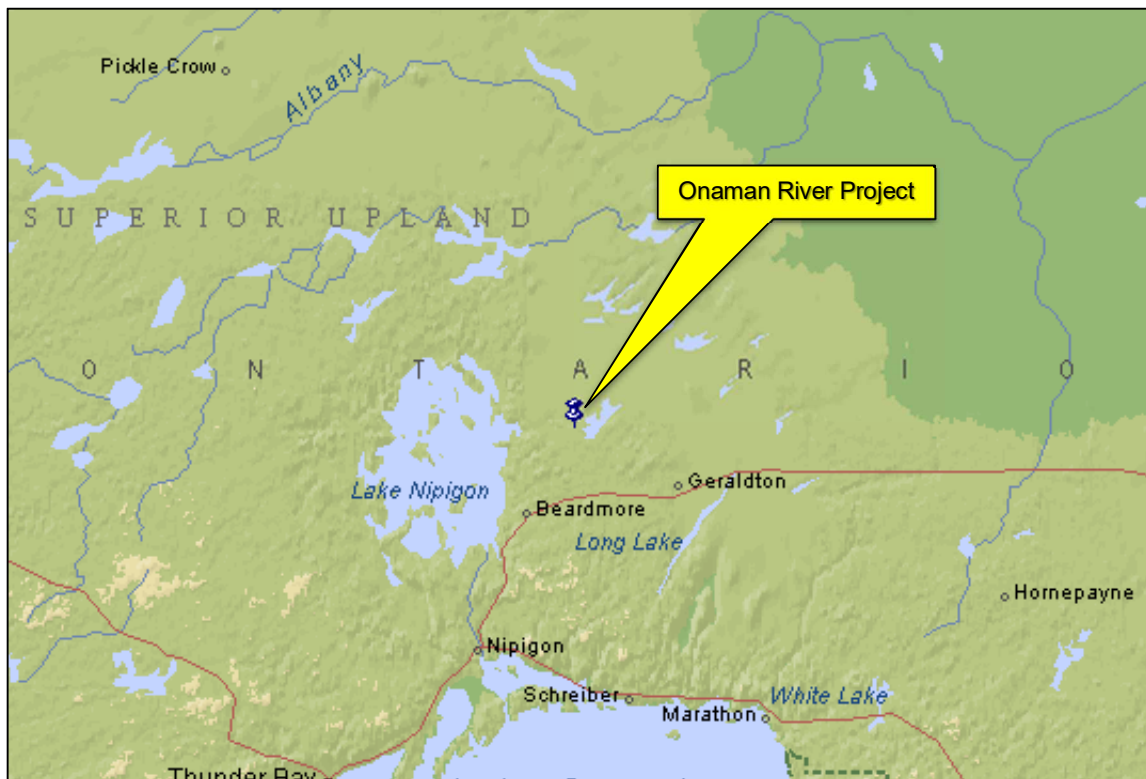 Pickle Crow
Albany
Onaman River Project
SUPERIOR UPLAND
ONTARIO
Lake Nipigon
Geraldton
Beardmore
Long Lake
Hornepayne
Nipigon
Schreiber
White Lake
Marathon
Thunder Bay